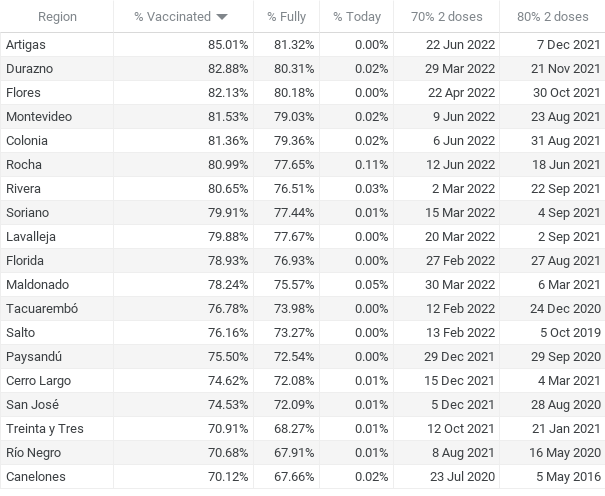 Region % Vaccinated % Fully % Today 70% 2 doses 80% 2 doses
Artigas 85.01% 81.32% 0.00% 22 Jun 2022 7 Dec 2021
Durazno 82.88% 80.31% 0.02% 29 Mar 2022 21 Nov 2021
Flores 82.13% 80.18% 0.00% 22 Apr 2022 30 Oct 2021
Montevideo 81.53% 79.03% 0.02% 9 Jun 2022 23 Aug 2021
Colonia 81.36% 79.36% 0.02% 6 Jun 2022 31 Aug 2021
Rocha 80.99% 77.65% 0.11% 12 Jun 2022 18 Jun 2021
Rivera 80.65% 76.51% 0.03% 2 Mar 2022 22 Sep 2021
Soriano 79.91% 77.44% 0.01% 15 Mar 2022 4 Sep 2021
Lavalleja 79.88% 77.67% 0.00% 20 Mar 2022 2 Sep 2021
Florida 78.93% 76.93% 0.00% 27 Feb 2022 27 Aug 2021
Maldonado 78.24% 75.57% 0.05% 30 Mar 2022 6 Mar 2021
Tacuarembó 76.78% 73.98% 0.00% 12 Feb 2022 24 Dec 2020
Salto 76.16% 73.27% 0.00% 13 Feb 2022 5 Oct 2019
Paysandú 75.50% 72.54% 0.00% 29 Dec 2021 29 Sep 2020
Cerro Largo 74.62% 72.08% 0.01% 15 Dec 2021 4 Mar 2021
San José 74.53% 72.09% 0.01% 5 Dec 2021 28 Aug 2020
Treinta y Tres 70.91% 68.27% 0.01% 12 Oct 2021 21 Jan 2021
Río Negro 70.68% 67.91% 0.01% 8 Aug 2021 16 May 2020
Canelones 70.12% 67.66% 0.02% 23 Jul 2020 5 May 2016